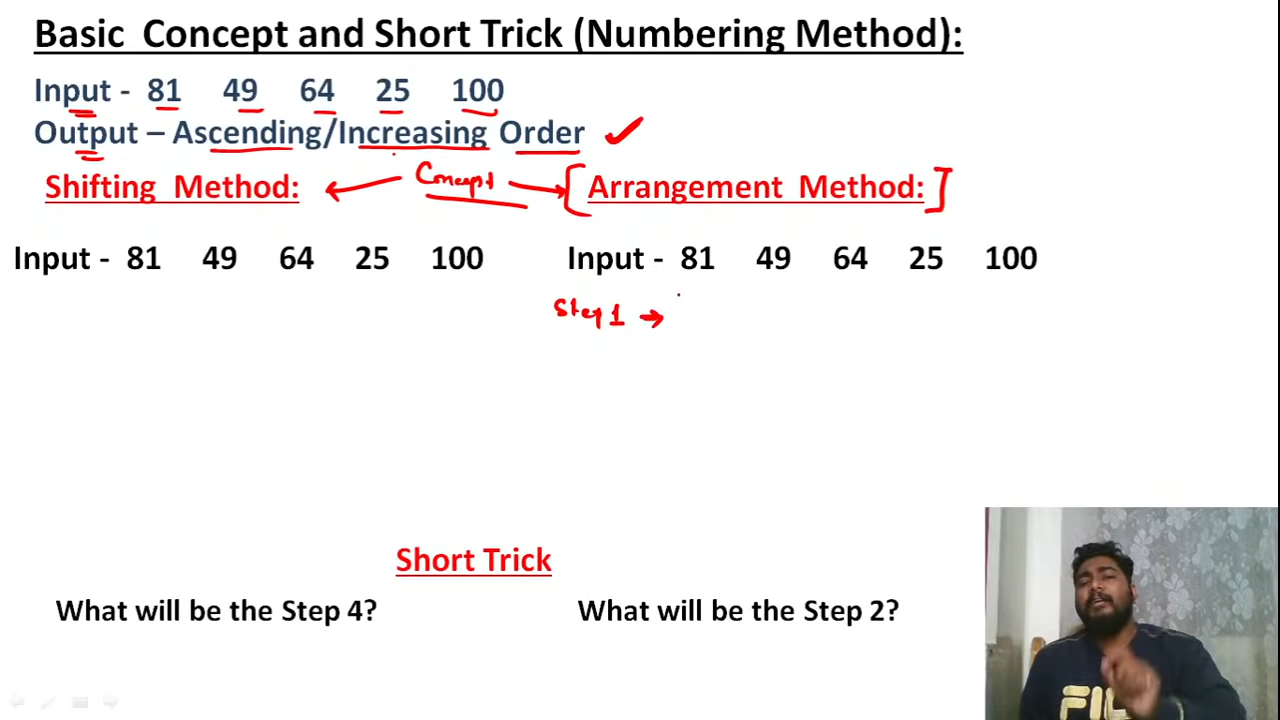 Basic Concept and Short Trick (Numbering Method):
Input - 81 49 64 25 100
Output – Ascending/Increasing Order
Shifting Method: Concept [Arrangement Method:]
Input - 81 49 64 25 100
Input - 81 49 64 25 100
Step 1 →
Short Trick
What will be the Step 4?
What will be the Step 2?
FIL